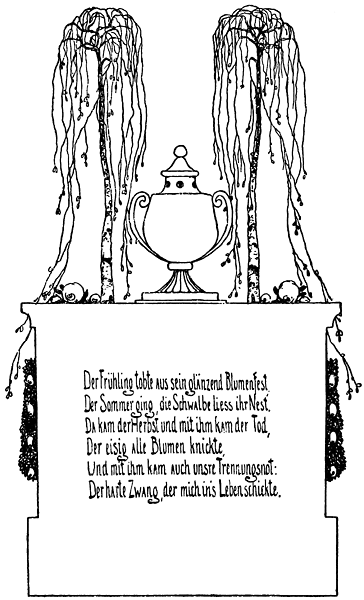 Der Frühling tobte aus sein glänzend Blumenfest,
Der Sommer ging, die Schwalbe liess ihr Nest.
Da kam der Herbst und mit ihm kam der Tod,
Der eisig alle Blumen knickte,
Und mit ihm kam auch unsre Trennungsnot:
Der harte Zwang, der mich in's Leben schickte.